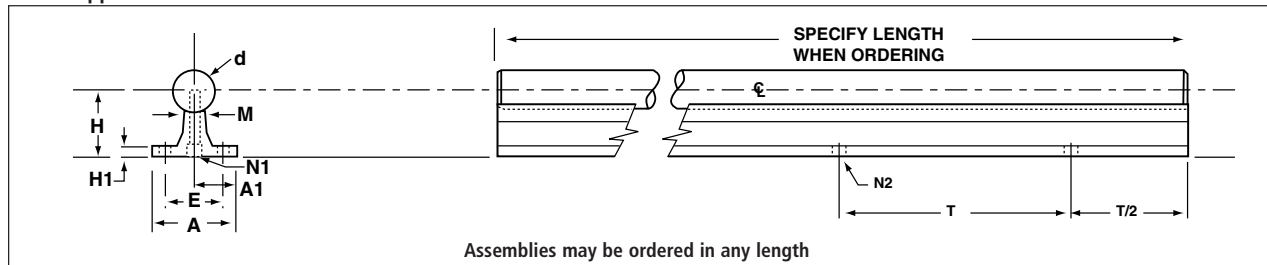 SPECIFY LENGTH
WHEN ORDERING
d
℄
H
M
H1
N1
A1
E
A
N2
T
T/2
Assemblies may be ordered in any length